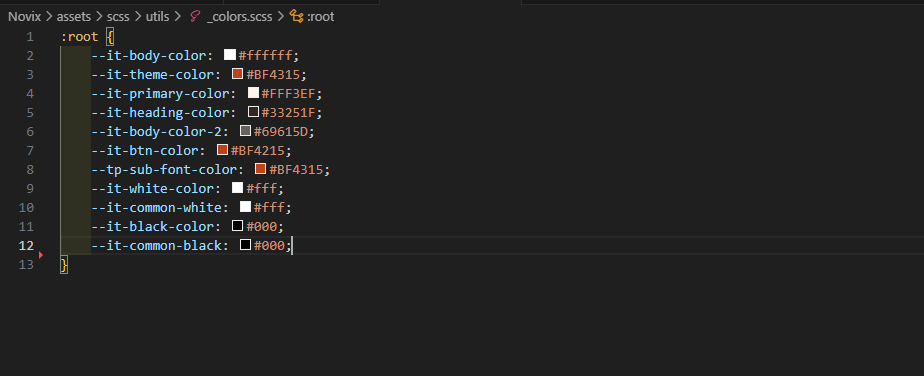 Novix > assets > scss > utils > _colors.scss > :root
1 :root {
2 --it-body-color: #ffffff;
3 --it-theme-color: #BF4315;
4 --it-primary-color: #FFF3EF;
5 --it-heading-color: #33251F;
6 --it-body-color-2: #69615D;
7 --it-btn-color: #BF4215;
8 --tp-sub-font-color: #BF4315;
9 --it-white-color: #fff;
10 --it-common-white: #fff;
11 --it-black-color: #000;
12 --it-common-black: #000;
13 }